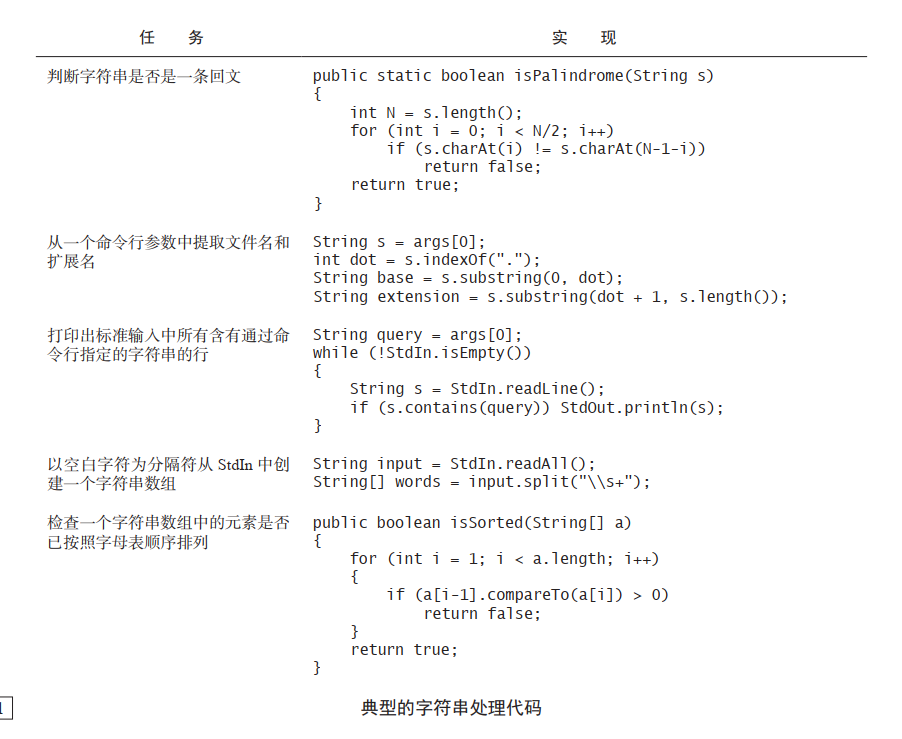 任 务 实 现
判断字符串是否是一条回文 public static boolean isPalindrome(String s)
{
int N = s.length();
for (int i = 0; i < N/2; i++)
if (s.charAt(i) != s.charAt(N-1-i))
return false;
return true;
}
从一个命令行参数中提取文件名和 String s = args[0];
扩展名 int dot = s.indexOf(".");
String base = s.substring(0, dot);
String extension = s.substring(dot + 1, s.length());
打印出标准输入中所有含有通过命 String query = args[0];
令行指定的字符串的行 while (!StdIn.isEmpty())
{
String s = StdIn.readLine();
if (s.contains(query)) StdOut.println(s);
}
以空白字符为分隔符从 StdIn 中创 String input = StdIn.readAll();
建一个字符串数组 String[] words = input.split("\\s+");
检查一个字符串数组中的元素是否 public boolean isSorted(String[] a)
已按照字母表顺序排列 {
for (int i = 1; i < a.length; i++)
{
if (a[i-1].compareTo(a[i]) > 0)
return false;
}
return true;
}
典型的字符串处理代码